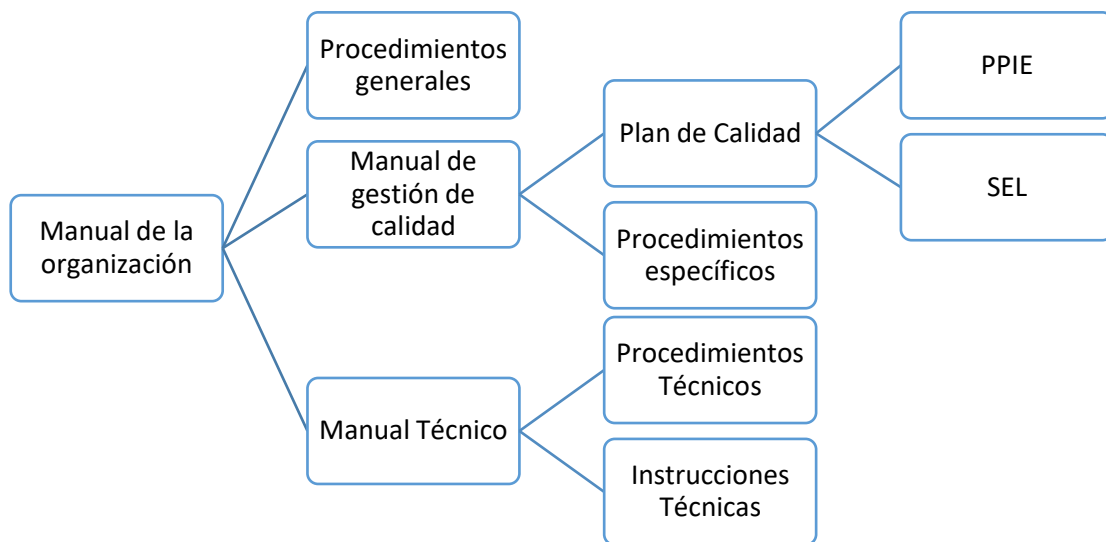 Manual de la
organización
Procedimientos
generales
Manual de
gestión de
calidad
Manual Técnico
Plan de Calidad
Procedimientos
específicos
Procedimientos
Técnicos
Instrucciones
Técnicas
PPIE
SEL